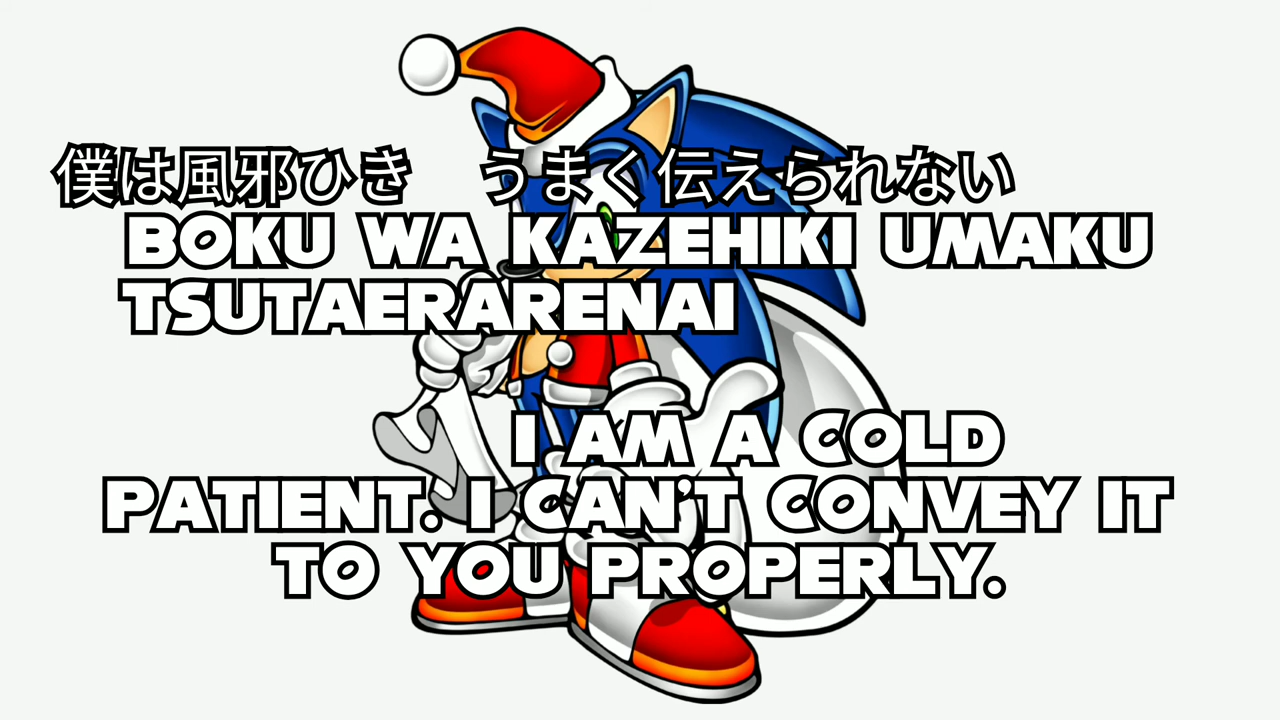 僕は風邪ひき　うまく伝えられない
BOKU WA KAZEHIKI UMAKU
TSUTAERARENAI
I AM A COLD
PATIENT. I CAN'T CONVEY IT
TO YOU PROPERLY.